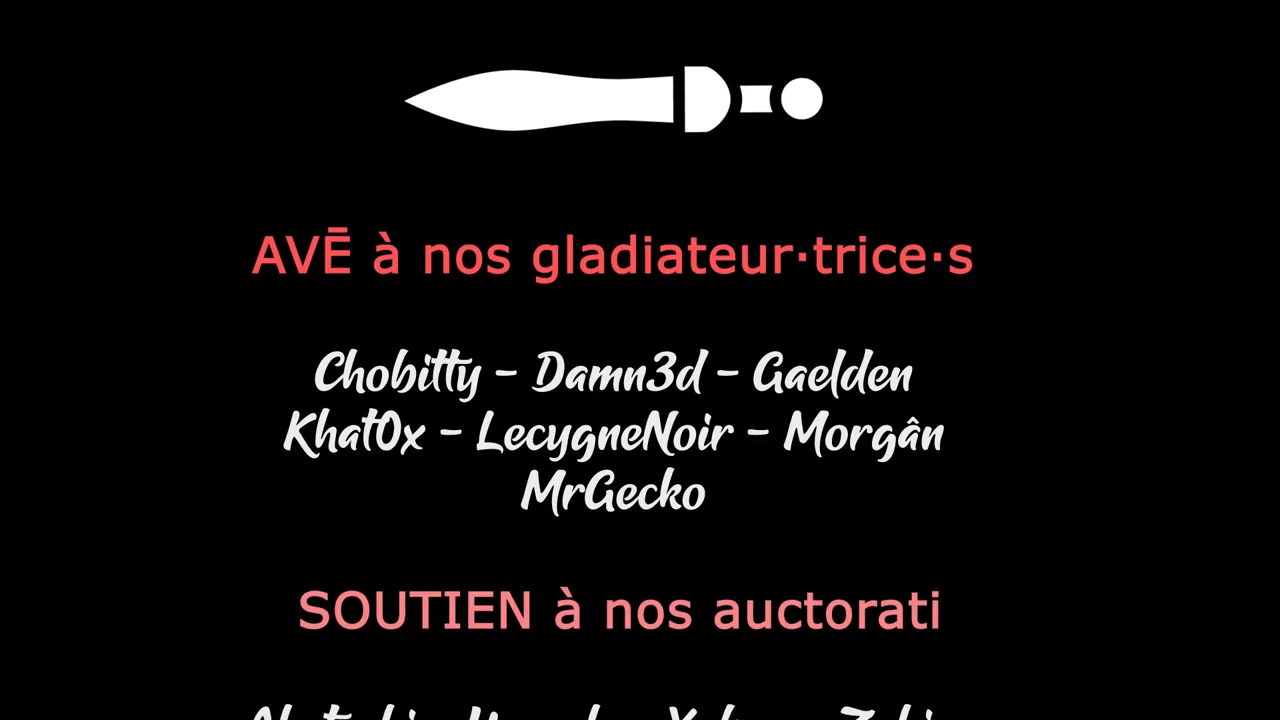 AVĒ à nos gladiateur·trice·s
Chobitty - Damn3d - Gaelden
Khat0x - LecygneNoir - Morgân
MrGecko
SOUTIEN à nos auctorati